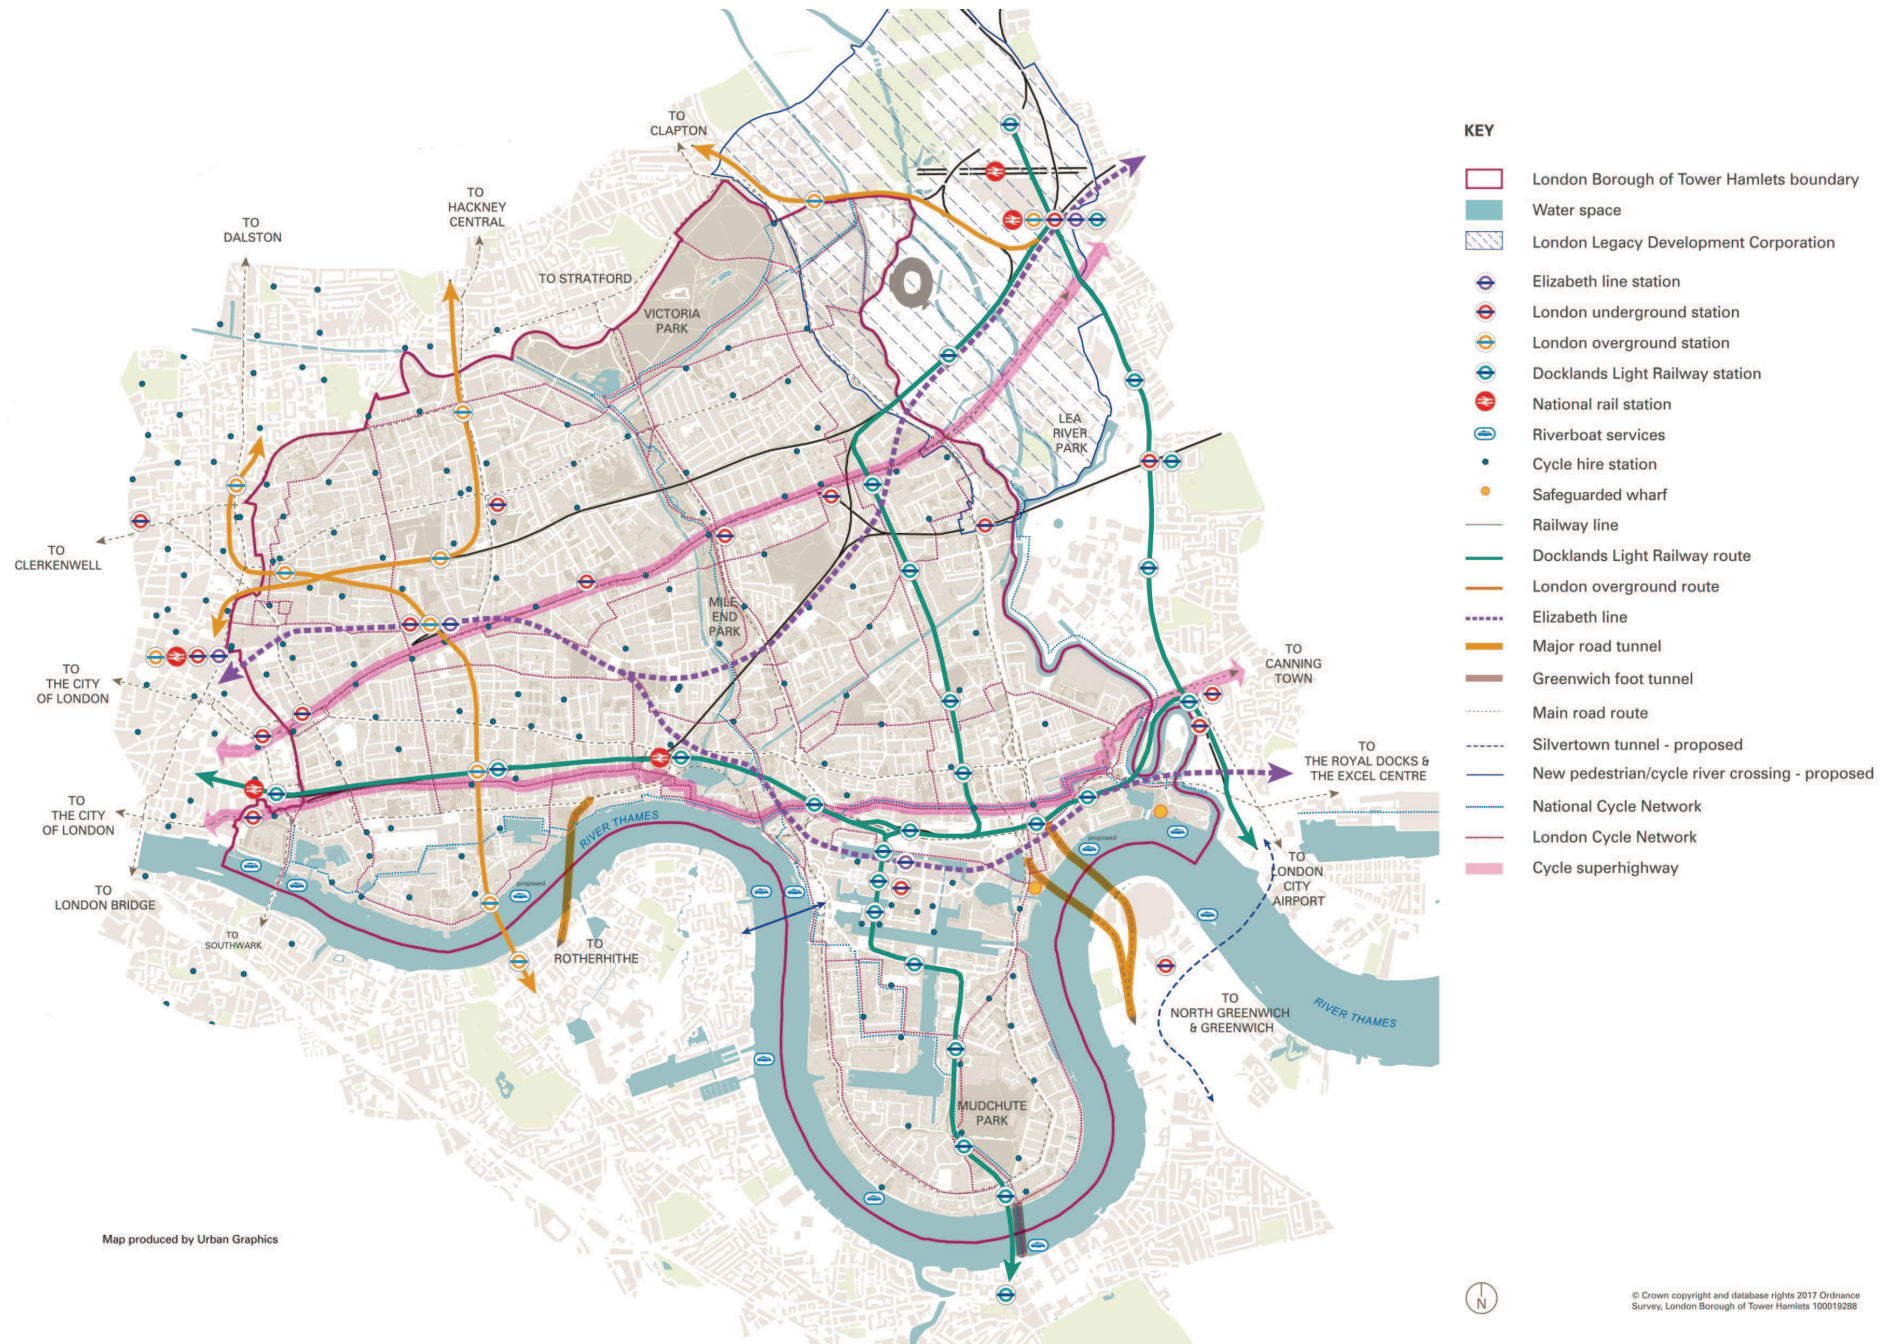 TO
CLAPTON
TO
HACKNEY
CENTRAL
TO
DALSTON
TO STRATFORD
VICTORIA
PARK
LEA
RIVER
PARK
TO
CLERKENWELL
MILE
END
PARK
TO
THE CITY
OF LONDON
TO
CANNING
TOWN
TO
THE ROYAL DOCKS &
THE EXCEL CENTRE
TO
THE CITY
OF LONDON
RIVER THAMES
proposed
TO
LONDON BRIDGE
proposed
TO
LONDON
CITY
AIRPORT
TO
SOUTHWARK
TO
ROTHERHITHE
TO
NORTH GREENWICH
& GREENWICH
RIVER THAMES
MUDCHUTE
PARK
Map produced by Urban Graphics
KEY
London Borough of Tower Hamlets boundary
Water space
London Legacy Development Corporation
Elizabeth line station
London underground station
London overground station
Docklands Light Railway station
National rail station
Riverboat services
Cycle hire station
Safeguarded wharf
Railway line
Docklands Light Railway route
London overground route
Elizabeth line
Major road tunnel
Greenwich foot tunnel
Main road route
Silvertown tunnel - proposed
New pedestrian/cycle river crossing - proposed
National Cycle Network
London Cycle Network
Cycle superhighway
N
© Crown copyright and database rights 2017 Ordnance
Survey, London Borough of Tower Hamlets 100019288